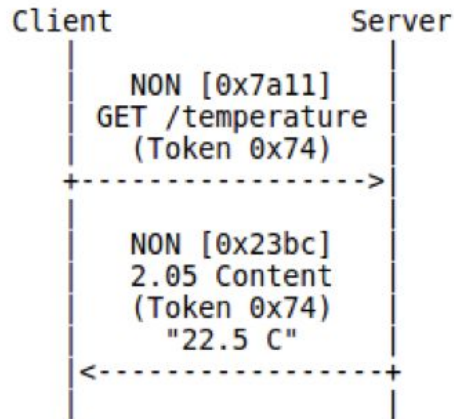 Client Server
NON [0x7a11]
GET /temperature
(Token 0x74)
NON [0x23bc]
2.05 Content
(Token 0x74)
"22.5 C"